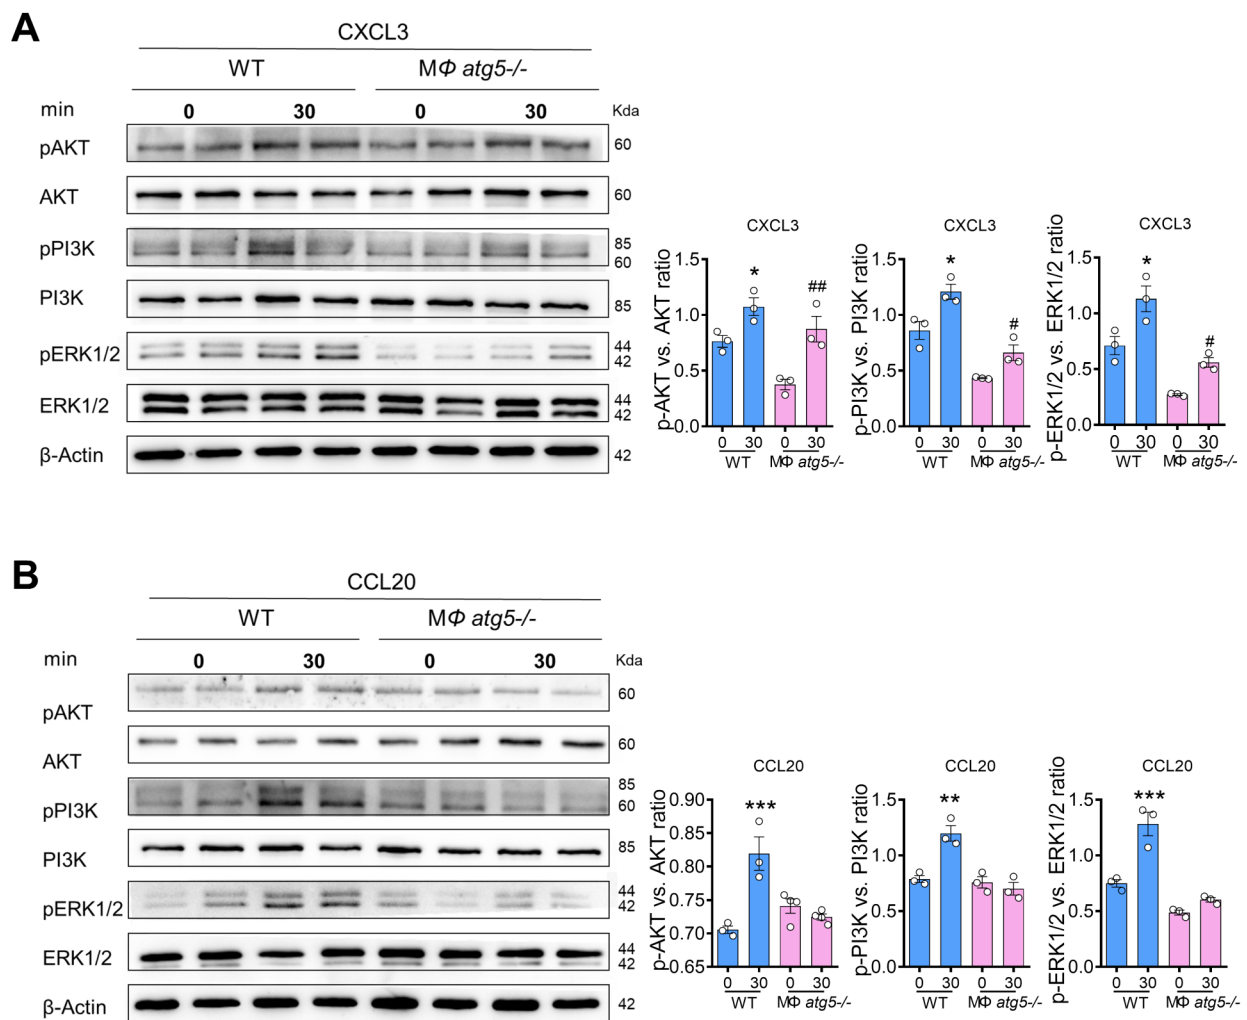 A
CXCL3
WT MΦ atg5-/-
min 0 30 0 30 Kda
pAKT 60
AKT 60
pPI3K 85
60
PI3K 85
pERK1/2 44
42
ERK1/2 44
42
β-Actin 42
CXCL3
p-AKT vs. AKT ratio
1.5
1.0
0.5
0.0
*
##
0 30 0 30
WT MΦ atg5-/-
CXCL3
p-PI3K vs. PI3K ratio
1.5
1.0
0.5
0.0
*
#
0 30 0 30
WT MΦ atg5-/-
CXCL3
p-ERK1/2 vs. ERK1/2 ratio
1.5
1.0
0.5
0.0
*
#
0 30 0 30
WT MΦ atg5-/-
B
CCL20
WT MΦ atg5-/-
min 0 30 0 30 Kda
pAKT 60
AKT 60
pPI3K 85
60
PI3K 85
pERK1/2 44
42
ERK1/2 44
42
β-Actin 42
CCL20
p-AKT vs. AKT ratio
0.90
0.85
0.80
0.75
0.70
0.65
***
0 30 0 30
WT MΦ atg5-/-
CCL20
p-PI3K vs. PI3K ratio
1.5
1.0
0.5
0.0
**
0 30 0 30
WT MΦ atg5-/-
CCL20
p-ERK1/2 vs. ERK1/2 ratio
1.5
1.0
0.5
0.0
***
0 30 0 30
WT MΦ atg5-/-